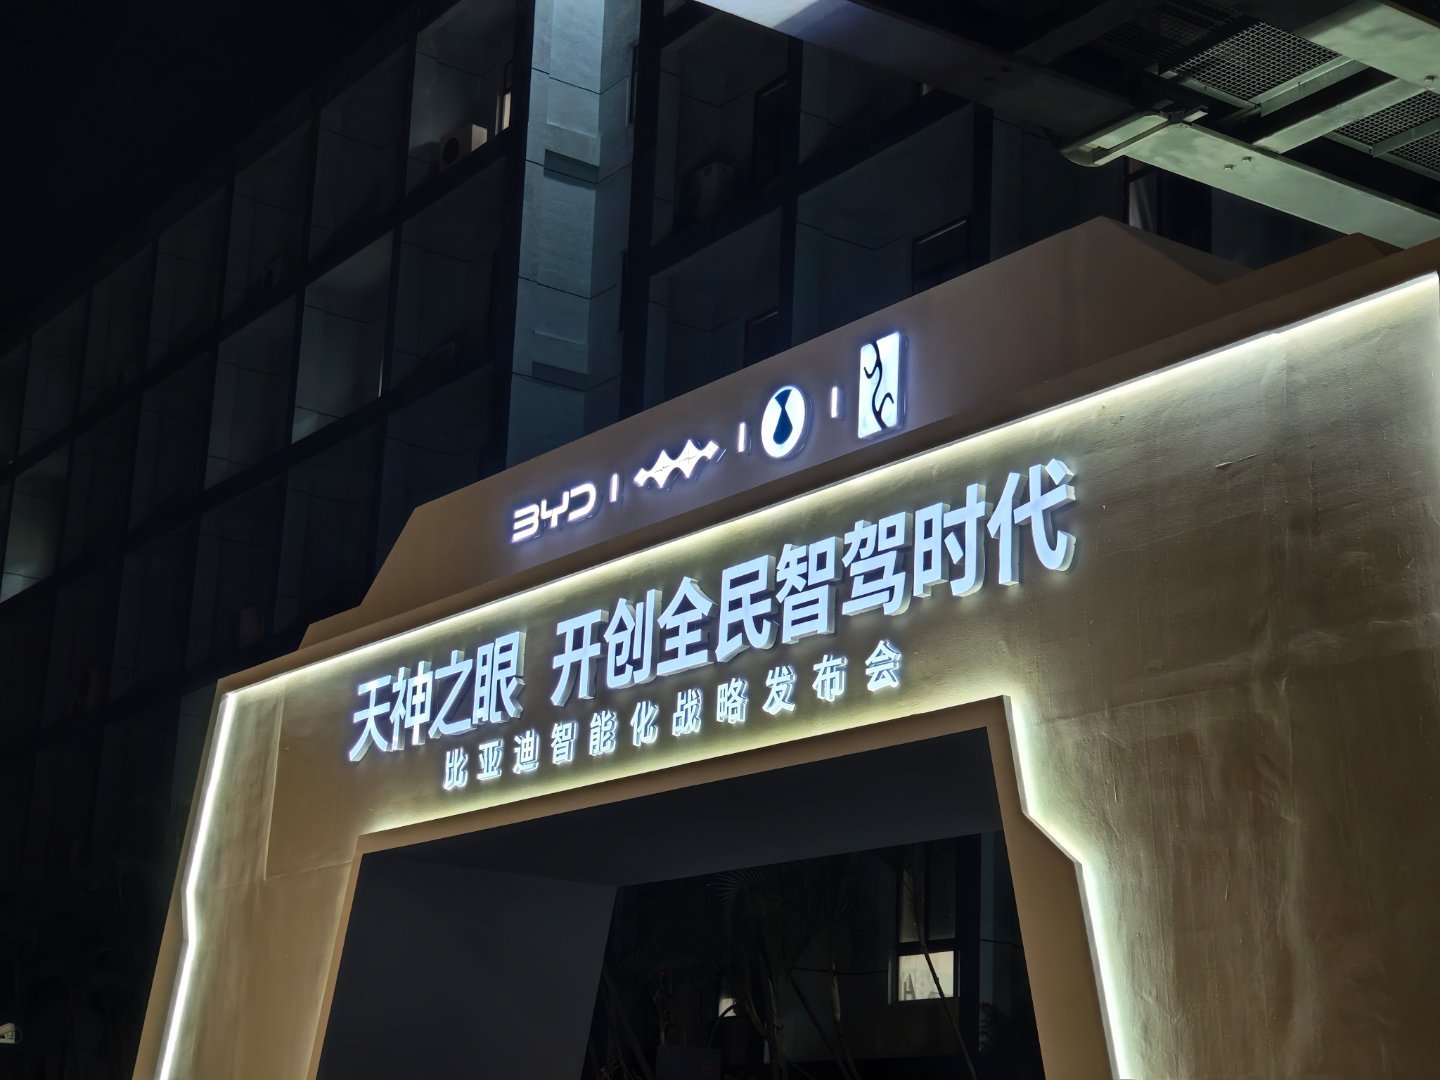 BYD
天神之眼 开创全民智驾时代
比亚迪智能化战略发布会